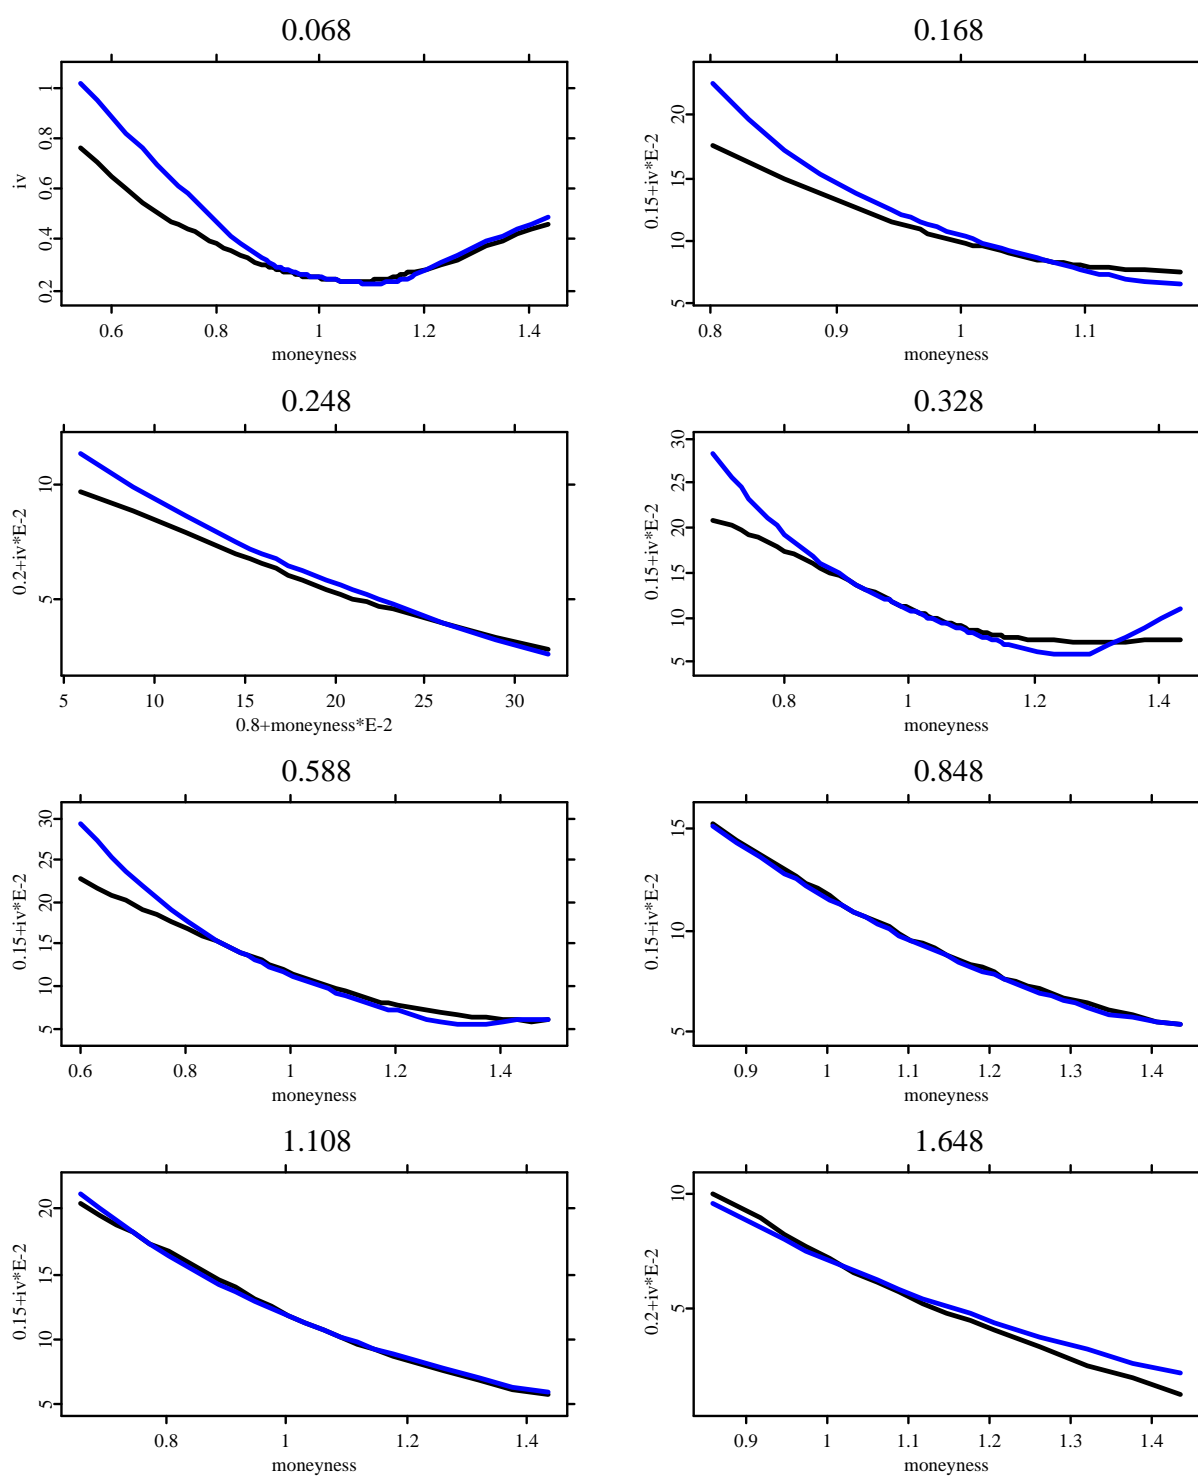 0.068
iv
1
0.8
0.6
0.4
0.2
0.6 0.8 1 1.2 1.4
moneyness
0.168
0.15+iv*E-2
20
15
10
5
0.8 0.9 1 1.1
moneyness
0.248
0.2+iv*E-2
10
5
5 10 15 20 25 30
0.8+moneyness*E-2
0.328
0.15+iv*E-2
30
25
20
15
10
5
0.8 1 1.2 1.4
moneyness
0.588
0.15+iv*E-2
30
25
20
15
10
5
0.6 0.8 1 1.2 1.4
moneyness
0.848
0.15+iv*E-2
15
10
5
0.9 1 1.1 1.2 1.3 1.4
moneyness
1.108
0.15+iv*E-2
20
15
10
5
0.8 1 1.2 1.4
moneyness
1.648
0.2+iv*E-2
10
5
0.9 1 1.1 1.2 1.3 1.4
moneyness